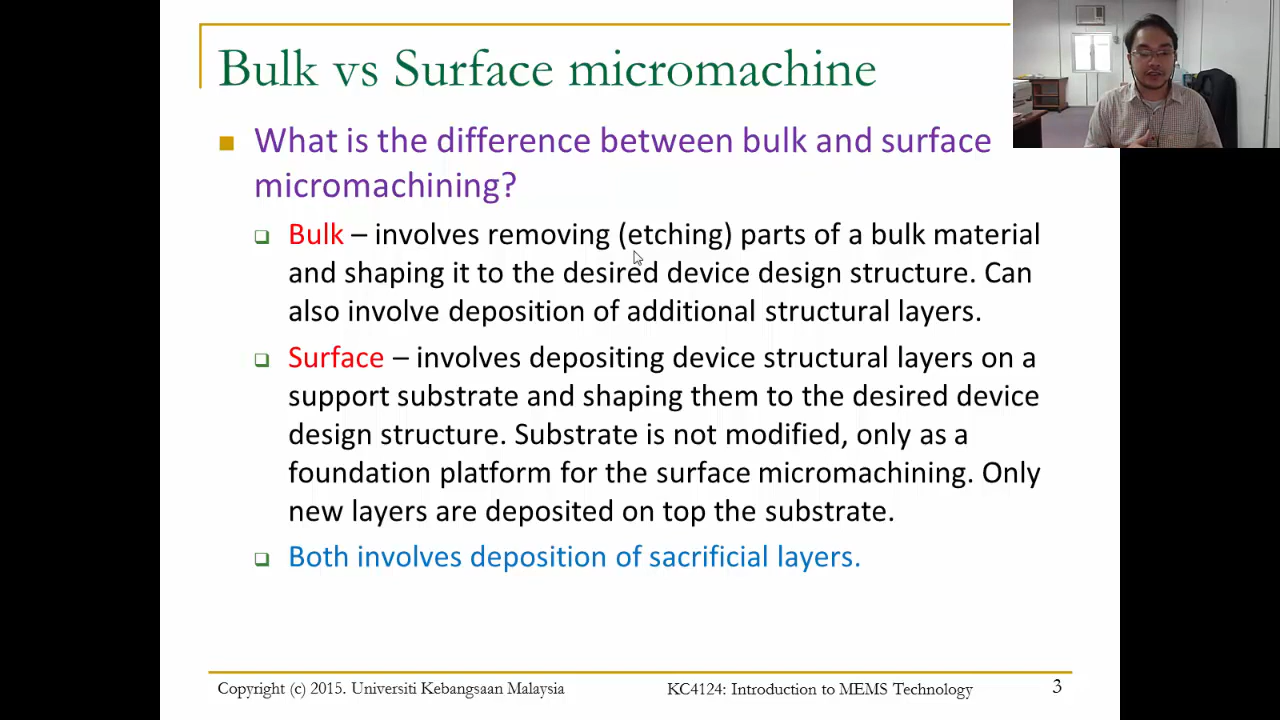 Bulk vs Surface micromachine
What is the difference between bulk and surface
micromachining?
Bulk – involves removing (etching) parts of a bulk material
and shaping it to the desired device design structure. Can
also involve deposition of additional structural layers.
Surface – involves depositing device structural layers on a
support substrate and shaping them to the desired device
design structure. Substrate is not modified, only as a
foundation platform for the surface micromachining. Only
new layers are deposited on top the substrate.
Both involves deposition of sacrificial layers.
Copyright (c) 2015. Universiti Kebangsaan Malaysia
KC4124: Introduction to MEMS Technology
3